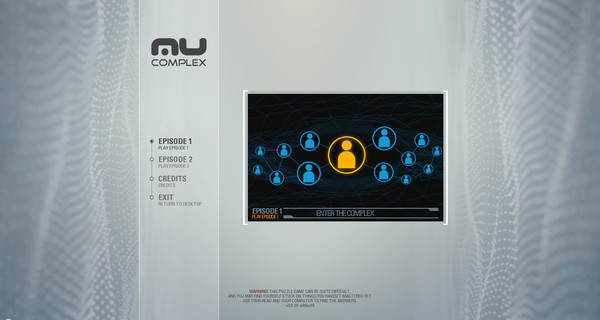 MU
COMPLEX
EPISODE 1
PLAY EPISODE 1
EPISODE 2
PLAY EPISODE 2
CREDITS
CREDITS
EXIT
RETURN TO DESKTOP
EPISODE 1
PLAY EPISODE 1
ENTER THE COMPLEX
WARNING! THIS PUZZLE GAME CAN BE QUITE DIFFICULT,
AND YOU MAY FIND YOURSELF STUCK ON THINGS YOU HAVEN'T MASTERED YET.
USE YOUR HEAD AND YOUR COMPUTER TO FIND THE ANSWERS.